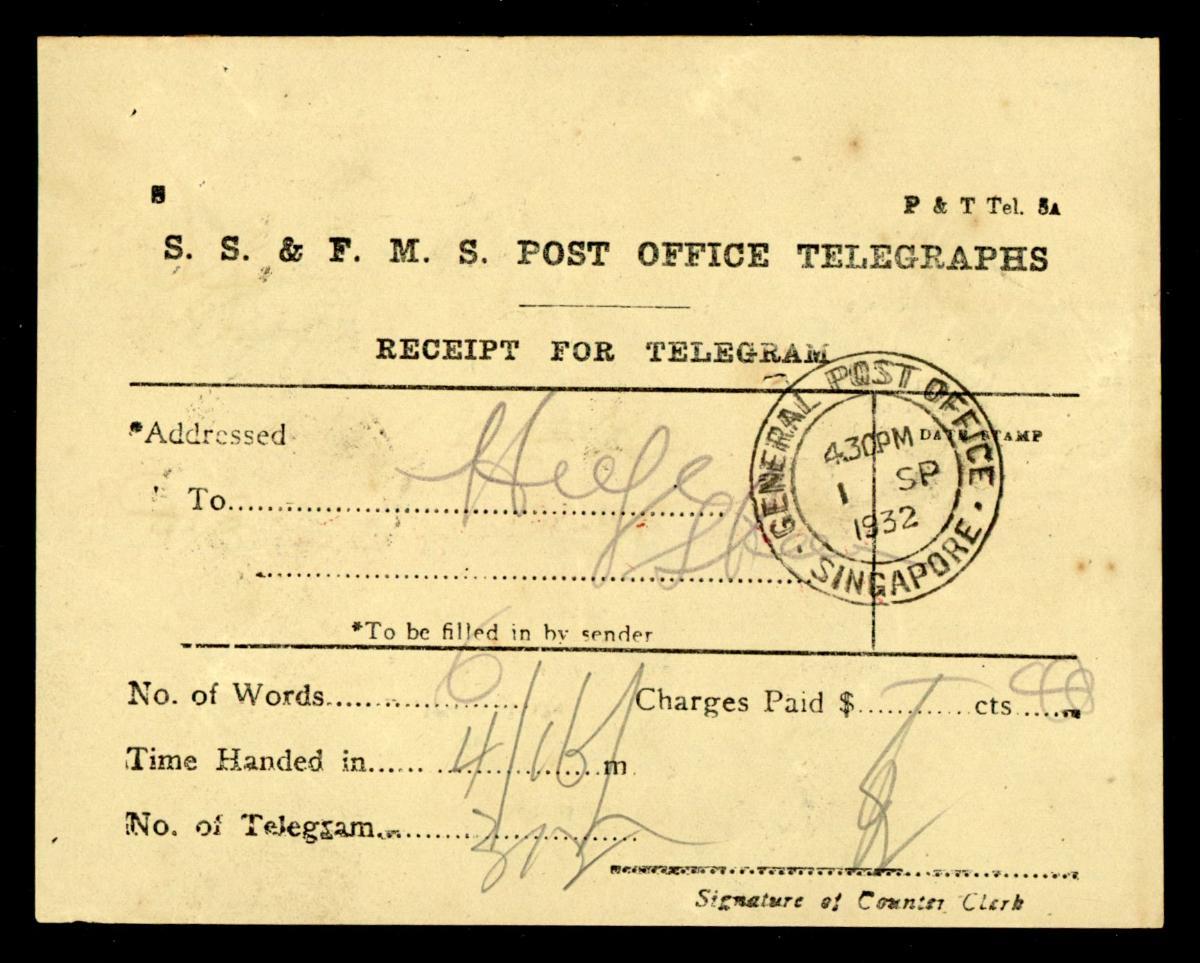 P & T Tel. 5A
S. S. & F. M. S. POST OFFICE TELEGRAPHS
RECEIPT FOR TELEGRAM
*Addressed
To
*To be filled in by sender
DATE STAMP
GENERAL POST OFFICE
4.30PM
1 SP
1932
SINGAPORE
No. of Words 6 Charges Paid $ — cts 48
Time Handed in 4/16 m
No. of Telegram
Signature of Counter Clerk